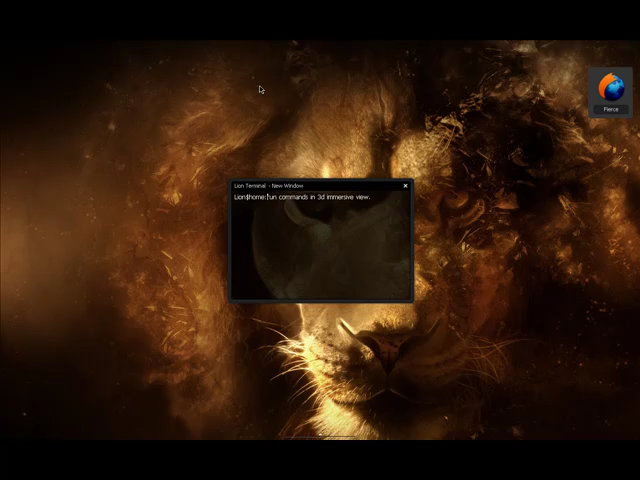 Fierce
Lion Terminal - New Window
Lion$home:run commands in 3d immersive view.